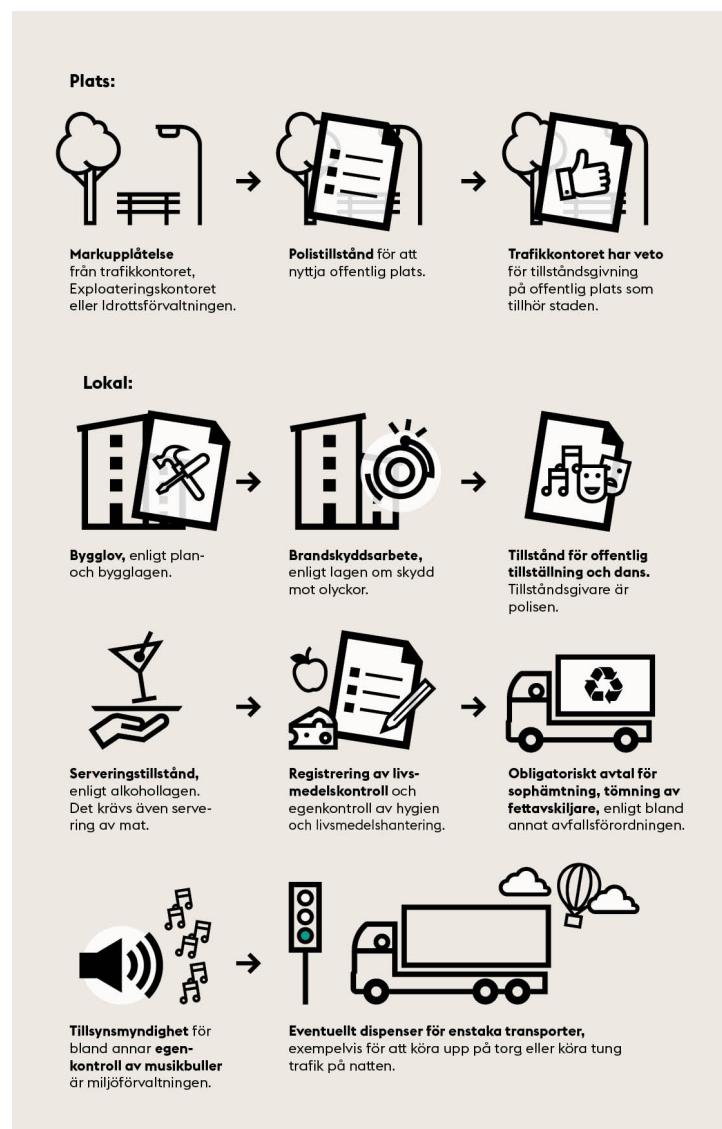 Plats:
Markupplåtelse
från trafikkontoret,
Exploateringskontoret
eller Idrottsförvaltningen.
Polistillstånd för att
nyttja offentlig plats.
Trafikkontoret har veto
för tillståndsgivning
på offentlig plats som
tillhör staden.
Lokal:
Bygglov, enligt plan-
och bygglagen.
Brandskyddsarbete,
enligt lagen om skydd
mot olyckor.
Tillstånd för offentlig
tillställning och dans.
Tillståndsgivare är
polisen.
Serveringstillstånd,
enligt alkohollagen.
Det krävs även serve-
ring av mat.
Registrering av livs-
medelskontroll och
egenkontroll av hygien
och livsmedelshantering.
Obligatoriskt avtal för
sophämtning, tömning av
fettavskiljare, enligt bland
annat avfallsförordningen.
Tillsynsmyndighet för
bland annar egen-
kontroll av musikbuller
är miljöförvaltningen.
Eventuellt dispenser för enstaka transporter,
exempelvis för att köra upp på torg eller köra tung
trafik på natten.